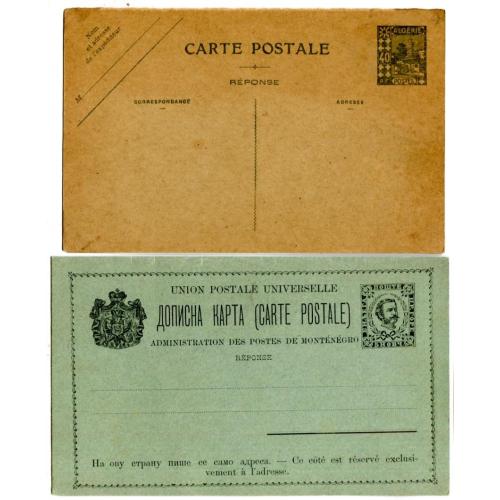 Nom
et adresse
de l'expéditeur
M
CARTE POSTALE
RÉPONSE
CORRESPONDANCE
ADRESSE
ALGÉRIE
40
POSTES
UNION POSTALE UNIVERSELLE
ДОПИСНА КАРТА (CARTE POSTALE)
ADMINISTRATION DES POSTES DE MONTÉNÉGRO
RÉPONSE
На ову страну пише се само адреса. — Ce côté est réservé exclusi-
vement à l'adresse.